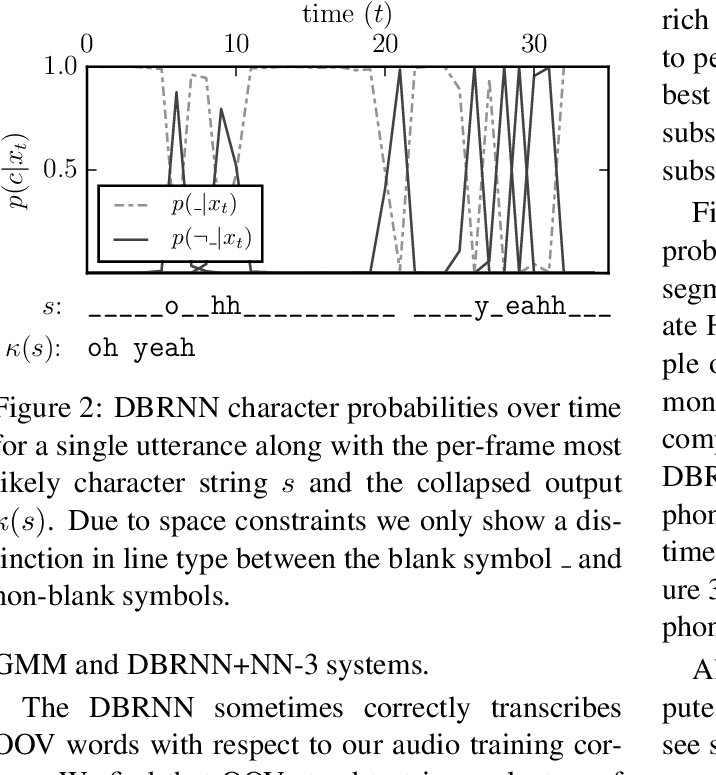 time (t)
0 10 20 30
1.0
0.5
p(c|x_t)
p(_|x_t)
p(¬_|x_t)
s: _____o__hh__________ ____y_eahh___
κ(s): oh yeah
Figure 2: DBRNN character probabilities over time
for a single utterance along with the per-frame most
likely character string s and the collapsed output
κ(s). Due to space constraints we only show a dis-
tinction in line type between the blank symbol _ and
non-blank symbols.
GMM and DBRNN+NN-3 systems.
The DBRNN sometimes correctly transcribes
OOV words with respect to our audio training cor-
rich
to pe
best
subs
subs
Fi
prob
segm
ate H
ple o
mon
comp
DBR
phon
time
ure 3
phon
Al
pute
see s